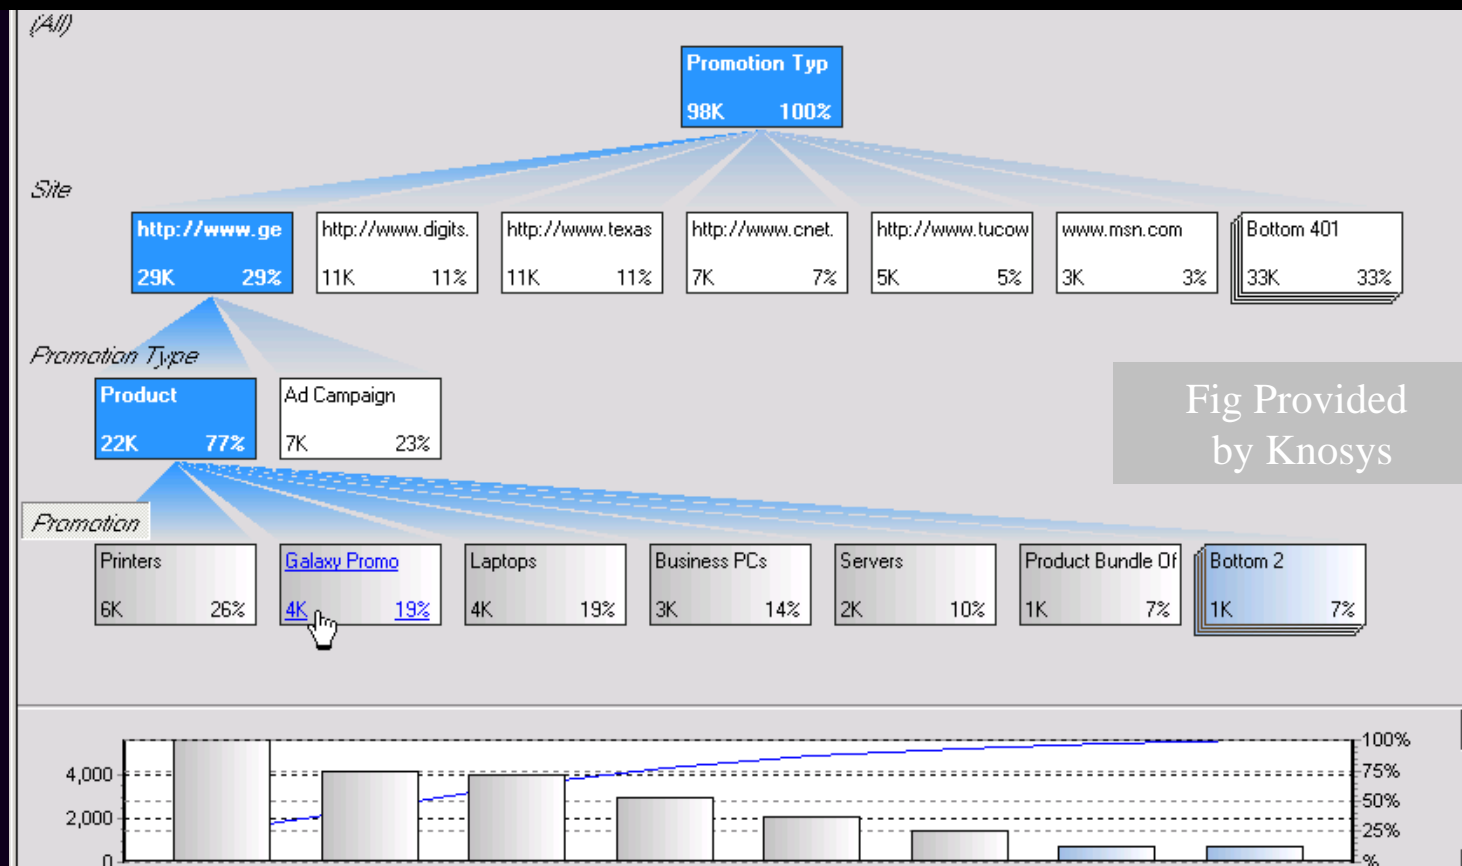 (All)
Promotion Typ
98K 100%
Site
http://www.ge
29K 29%
http://www.digits.
11K 11%
http://www.texas
11K 11%
http://www.cnet.
7K 7%
http://www.tucow
5K 5%
www.msn.com
3K 3%
Bottom 401
33K 33%
Promotion Type
Product
22K 77%
Ad Campaign
7K 23%
Fig Provided
by Knosys
Promotion
Printers
6K 26%
Galaxy Promo
4K 19%
Laptops
4K 19%
Business PCs
3K 14%
Servers
2K 10%
Product Bundle Of
1K 7%
Bottom 2
1K 7%
100%
4,000
75%
50%
2,000
25%
0
%